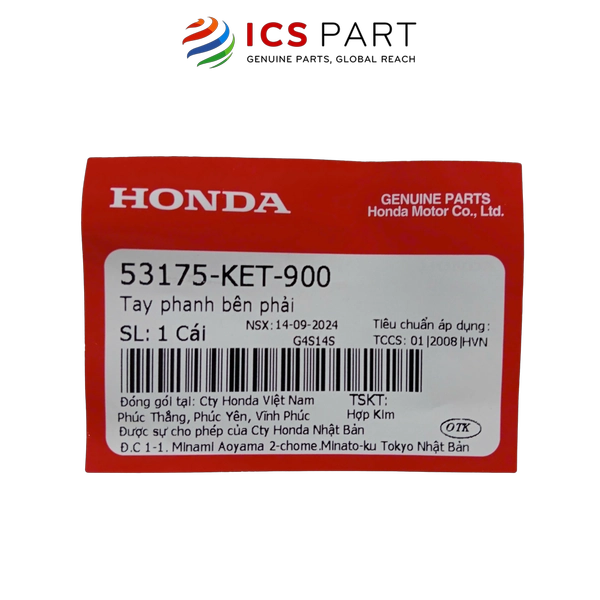 ICS PART
GENUINE PARTS, GLOBAL REACH
HONDA
GENUINE PARTS
Honda Motor Co., Ltd.
53175-KET-900
Tay phanh bên phải
SL: 1 Cái
NSX: 14-09-2024
G4S14S
Tiêu chuẩn áp dụng:
TCCS: 01|2008|HVN
Đóng gói tại: Cty Honda Việt Nam
Phúc Thắng, Phúc Yên, Vĩnh Phúc
TSKT:
Hợp Kim
Được sự cho phép của Cty Honda Nhật Bản
OTK
Đ.C 1-1. Minami Aoyama 2-chome.Minato-ku Tokyo Nhật Bản